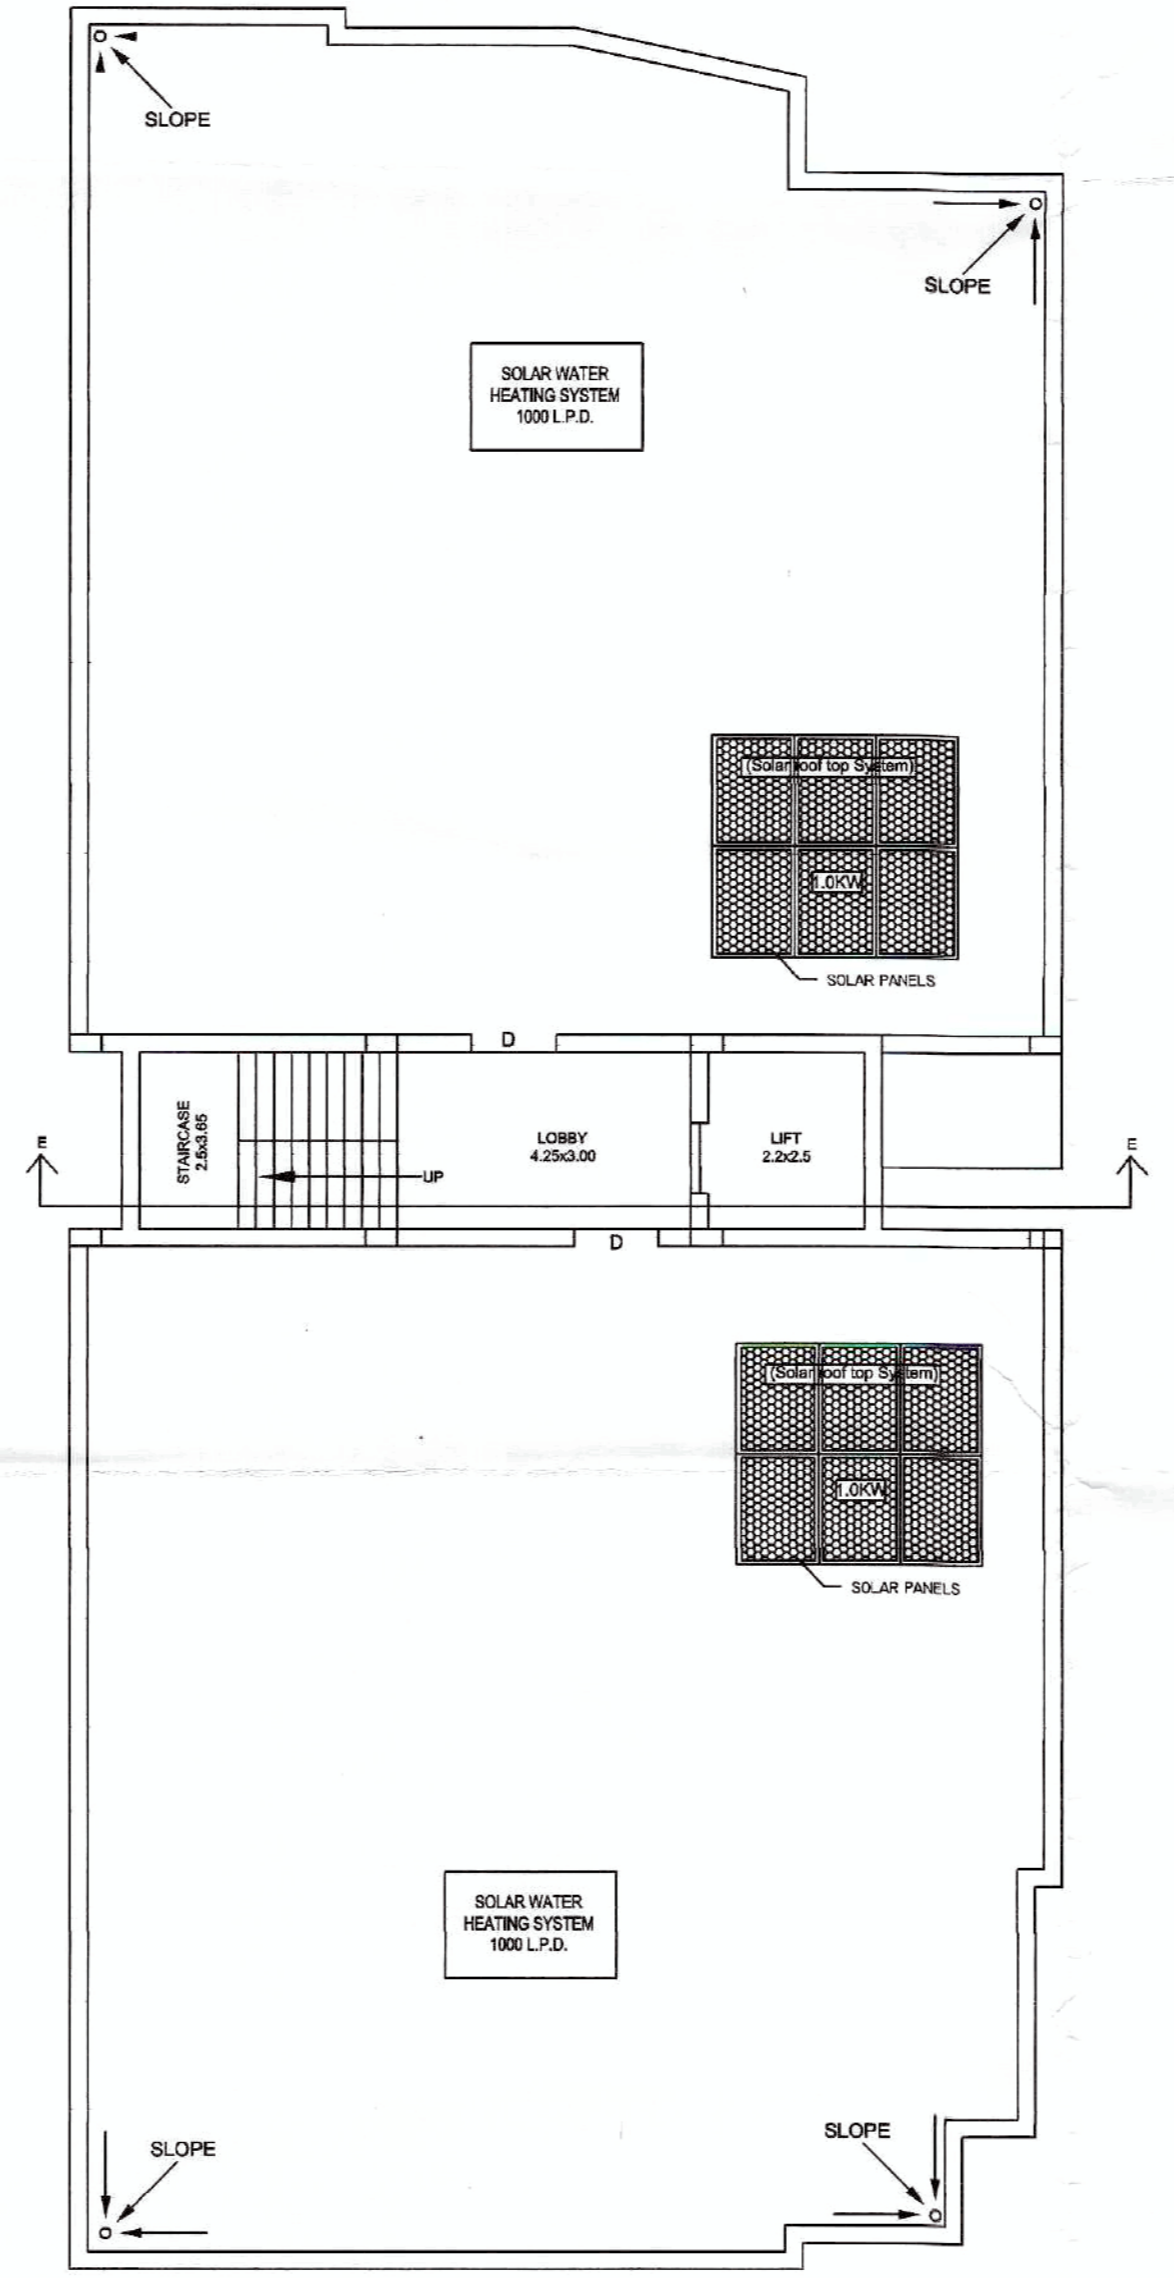 SLOPE
SLOPE
SOLAR WATER
HEATING SYSTEM
1000 L.P.D.
(Solar roof top System)
1.0KW
SOLAR PANELS
D
STAIRCASE
2.5x3.65
UP
LOBBY
4.25x3.00
LIFT
2.2x2.5
E
E
D
(Solar roof top System)
1.0KW
SOLAR PANELS
SOLAR WATER
HEATING SYSTEM
1000 L.P.D.
SLOPE
SLOPE